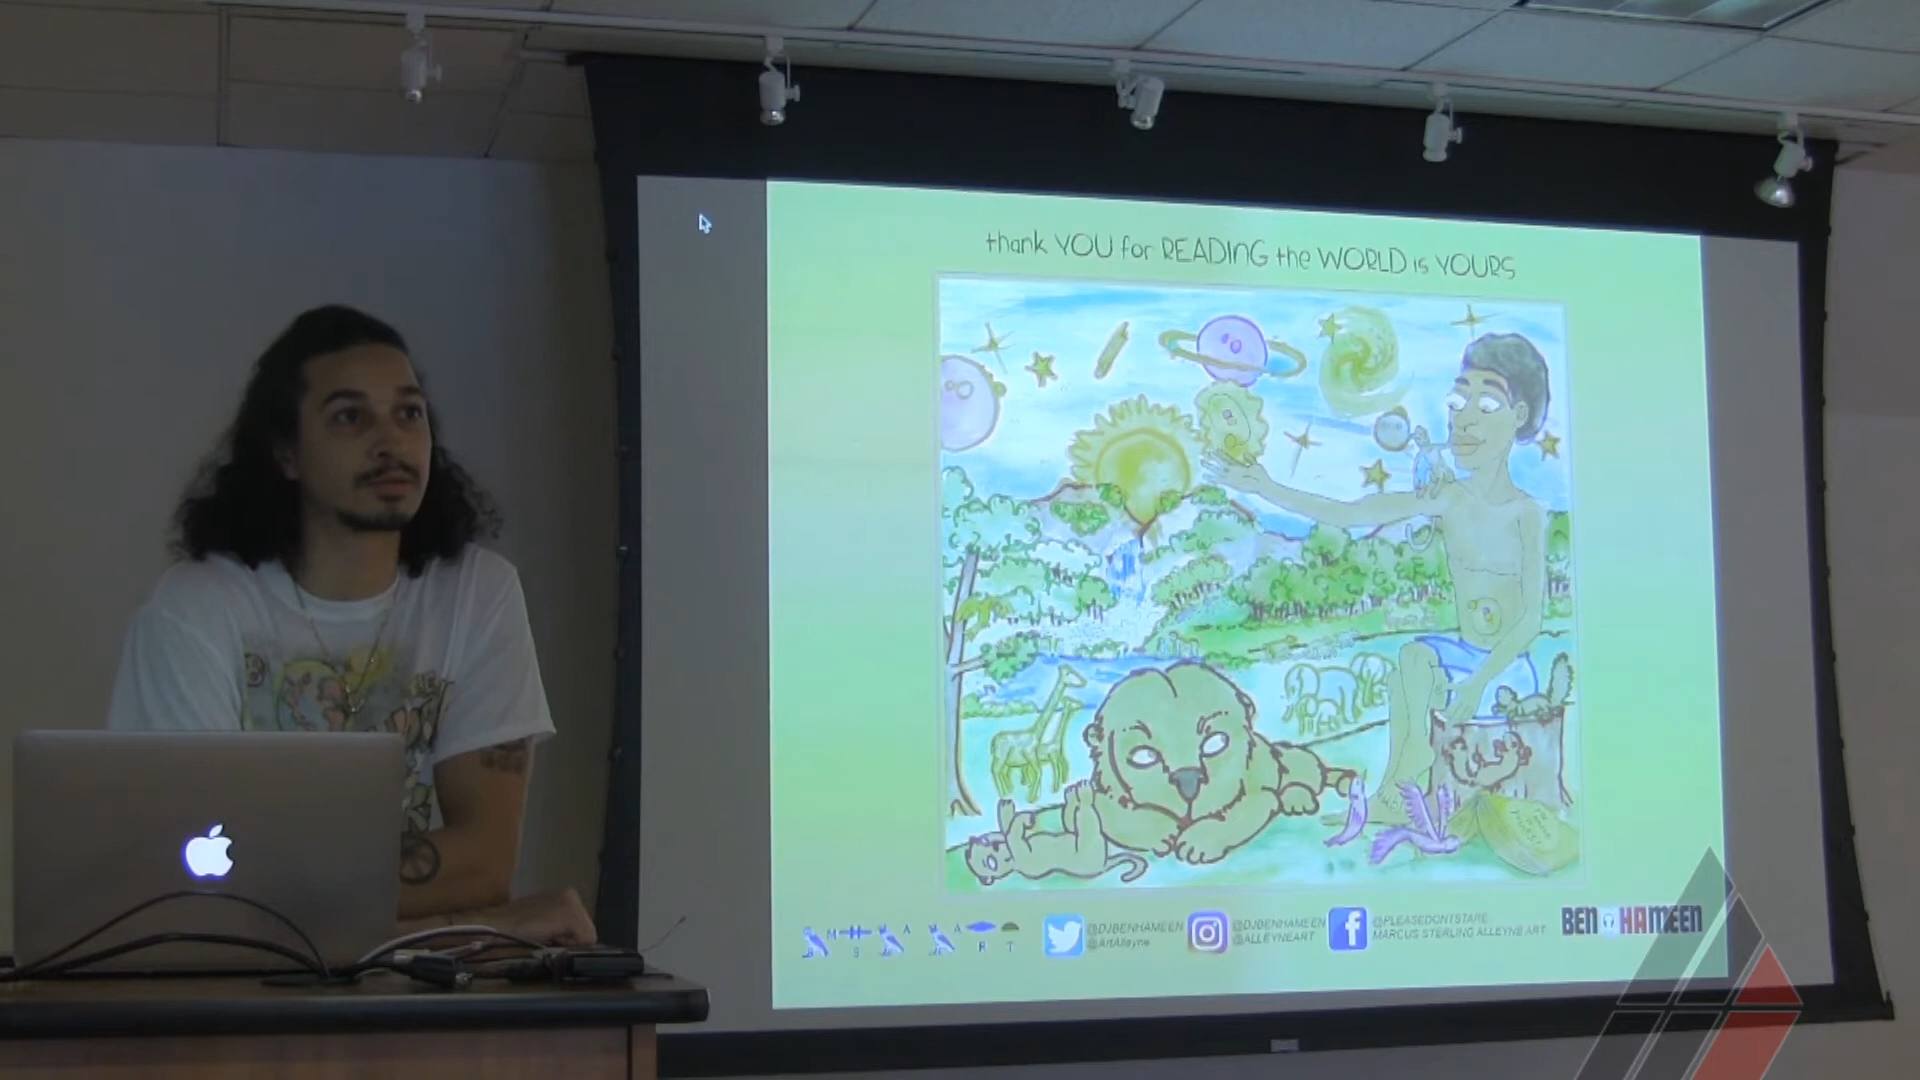 thank YOU for READING the WORLD is YOURS
@DJBENHAMEEN
@ArtAlleyne
@DJBENHAMEEN
@ALLEYNEART
@PLEASEDONTSTARE
MARCUS STERLING ALLEYNE ART
BEN HAMEEN